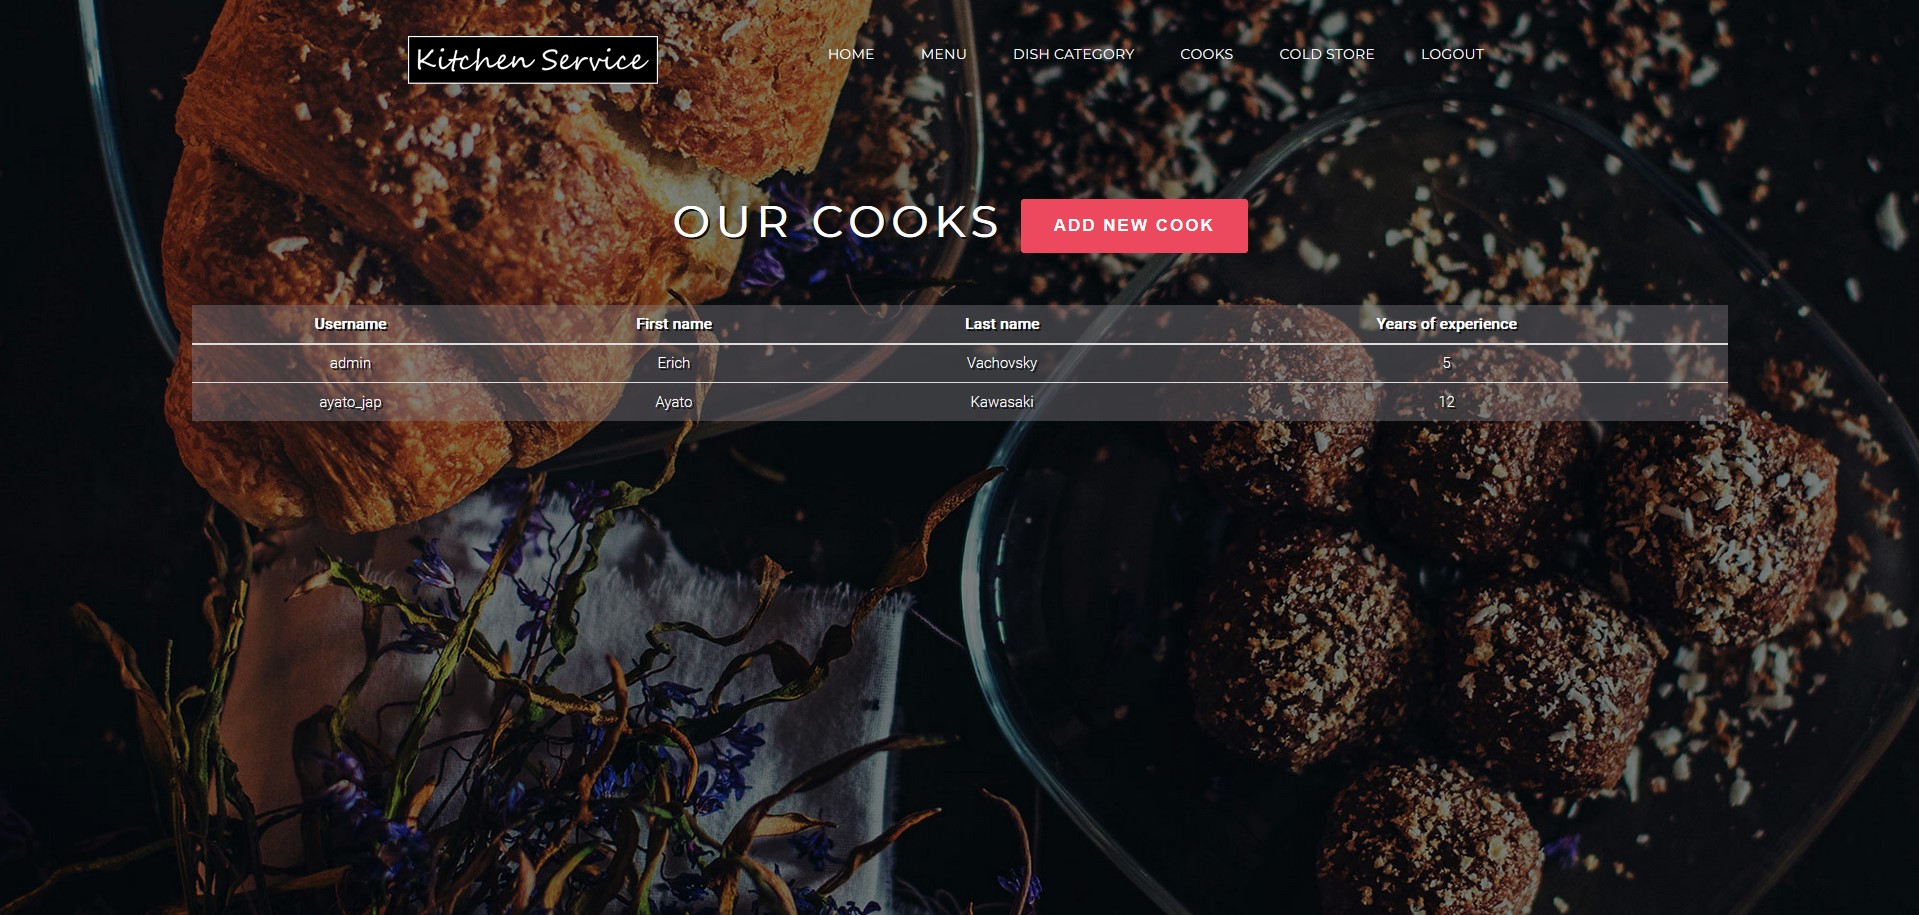 Kitchen Service
HOME MENU DISH CATEGORY COOKS COLD STORE LOGOUT
OUR COOKS ADD NEW COOK
Username First name Last name Years of experience
admin Erich Vachovsky 5
ayato_jap Ayato Kawasaki 12